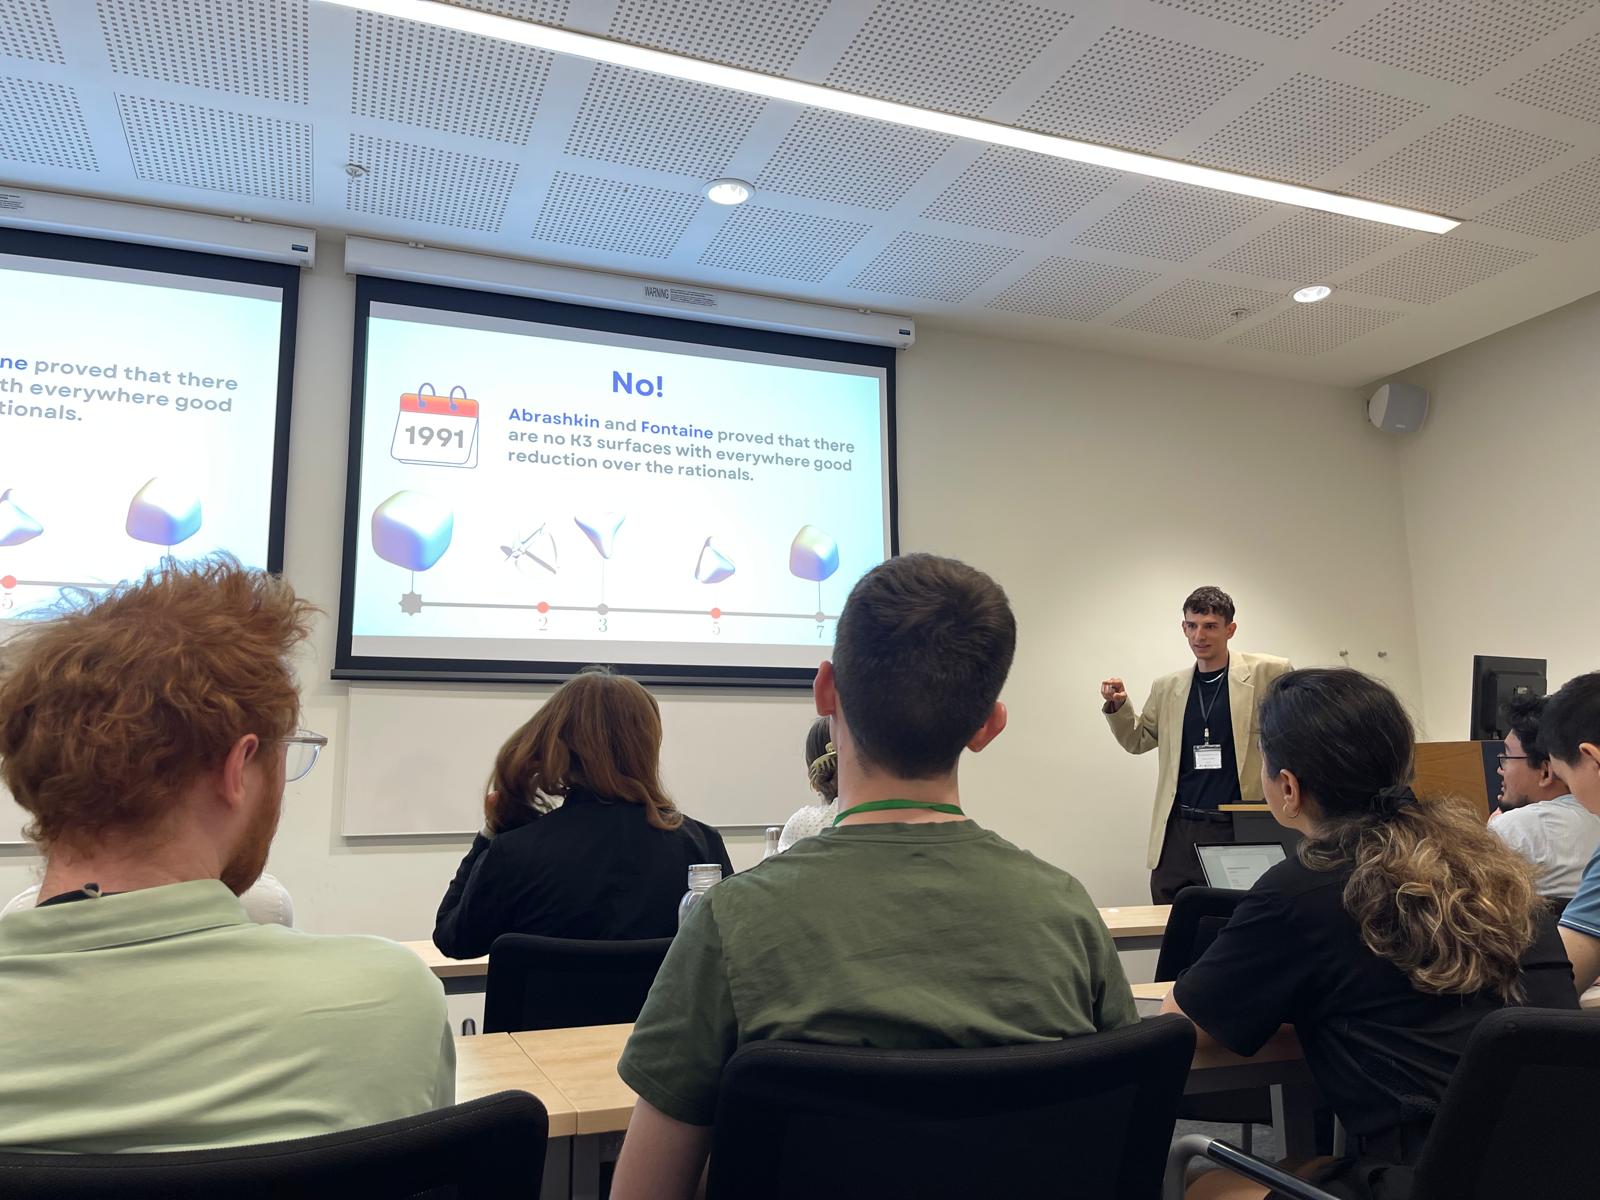 ne proved that there
th everywhere good
tionals.
5
WARNING
No!
1991
Abrashkin and Fontaine proved that there
are no K3 surfaces with everywhere good
reduction over the rationals.
2 3 5 7